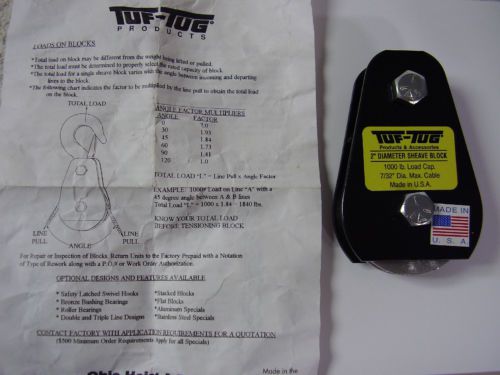 TUF-TUG
PRODUCTS
LOADS ON BLOCKS
*Total load on block may differ from the weight being lifted or pulled.
*The total load must be determined to properly select the rated capacity of block.
*The total load for a single sheave block varies with the angle between incoming and departing
lines to the block.
*The following chart indicates the factor to be multiplied by the line pull to obtain the total load
on the block.
TOTAL LOAD
ANGLE FACTOR MULTIPLIERS
ANGLE FACTOR
0 2.0
30 1.93
45 1.84
60 1.73
90 1.41
120 1.0
TOTAL LOAD "L" = Line Pull x Angle Factor
EXAMPLE: 1000# Load on Line "A" with a
45 degree angle between A & B lines
Total Load "L" = 1000 x 1.84 = 1840 lbs.
KNOW YOUR TOTAL LOAD
BEFORE TENSIONING BLOCK
LINE PULL
ANGLE
LINE PULL
For Repair or Inspection of Blocks, Return Units to the Factory Prepaid with a Notation
of Type of Rework along with a P.O.# or Work Order Authorization.
OPTIONAL DESIGNS AND FEATURES AVAILABLE
* Safety Latched Swivel Hooks *Stacked Blocks
* Bronze Bushing Bearings *Flat Blocks
* Roller Bearings *Aluminum Specials
* Double and Triple Line Designs *Stainless Steel Specials
CONTACT FACTORY WITH APPLICATION REQUIREMENTS FOR A QUOTATION
($500 Minimum Order Requirements Apply for all Specials)
Made in the
TUF-TUG
Products & Accessories
2" DIAMETER SHEAVE BLOCK
1000 lb. Load Cap.
7/32" Dia. Max. Cable
Made in U.S.A.
MADE IN
U.S.A.